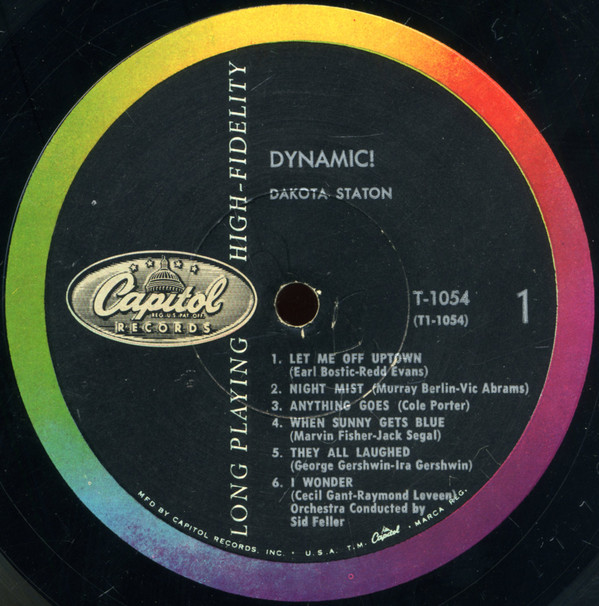 DYNAMIC!
DAKOTA STATON
LONG PLAYING HIGH-FIDELITY
Capitol
REG. U.S. PAT. OFF.
RECORDS
T-1054
(T1-1054)
1
1. LET ME OFF UPTOWN
(Earl Bostic-Redd Evans)
2. NIGHT MIST (Murray Berlin-Vic Abrams)
3. ANYTHING GOES (Cole Porter)
4. WHEN SUNNY GETS BLUE
(Marvin Fisher-Jack Segal)
5. THEY ALL LAUGHED
(George Gershwin-Ira Gershwin)
6. I WONDER
(Cecil Gant-Raymond Leveen)
Orchestra Conducted by
Sid Feller
MFD BY CAPITOL RECORDS, INC. • U.S.A. T.M. Capitol • MARCA REG.